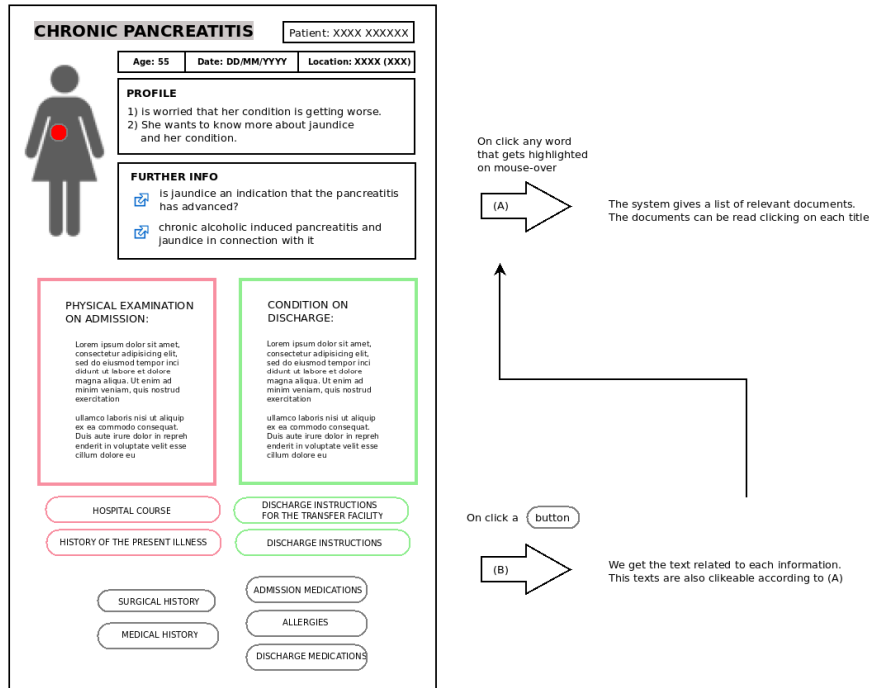 CHRONIC PANCREATITIS
Patient: XXXX XXXXXX
Age: 55
Date: DD/MM/YYYY
Location: XXXX (XXX)
PROFILE
1) is worried that her condition is getting worse.
2) She wants to know more about jaundice
and her condition.
FURTHER INFO
is jaundice an indication that the pancreatitis
has advanced?
chronic alcoholic induced pancreatitis and
jaundice in connection with it
PHYSICAL EXAMINATION
ON ADMISSION:
Lorem ipsum dolor sit amet,
consectetur adipisicing elit,
sed do eiusmod tempor inci
didunt ut labore et dolore
magna aliqua. Ut enim ad
minim veniam, quis nostrud
exercitation
ullamco laboris nisi ut aliquip
ex ea commodo consequat.
Duis aute irure dolor in repreh
enderit in voluptate velit esse
cillum dolore eu
CONDITION ON
DISCHARGE:
Lorem ipsum dolor sit amet,
consectetur adipisicing elit,
sed do eiusmod tempor inci
didunt ut labore et dolore
magna aliqua. Ut enim ad
minim veniam, quis nostrud
exercitation
ullamco laboris nisi ut aliquip
ex ea commodo consequat.
Duis aute irure dolor in repreh
enderit in voluptate velit esse
cillum dolore eu
HOSPITAL COURSE
HISTORY OF THE PRESENT ILLNESS
DISCHARGE INSTRUCTIONS
FOR THE TRANSFER FACILITY
DISCHARGE INSTRUCTIONS
SURGICAL HISTORY
MEDICAL HISTORY
ADMISSION MEDICATIONS
ALLERGIES
DISCHARGE MEDICATIONS
On click any word
that gets highlighted
on mouse-over
(A)
The system gives a list of relevant documents.
The documents can be read clicking on each title
On click a button
(B)
We get the text related to each information.
This texts are also clikeable according to (A)